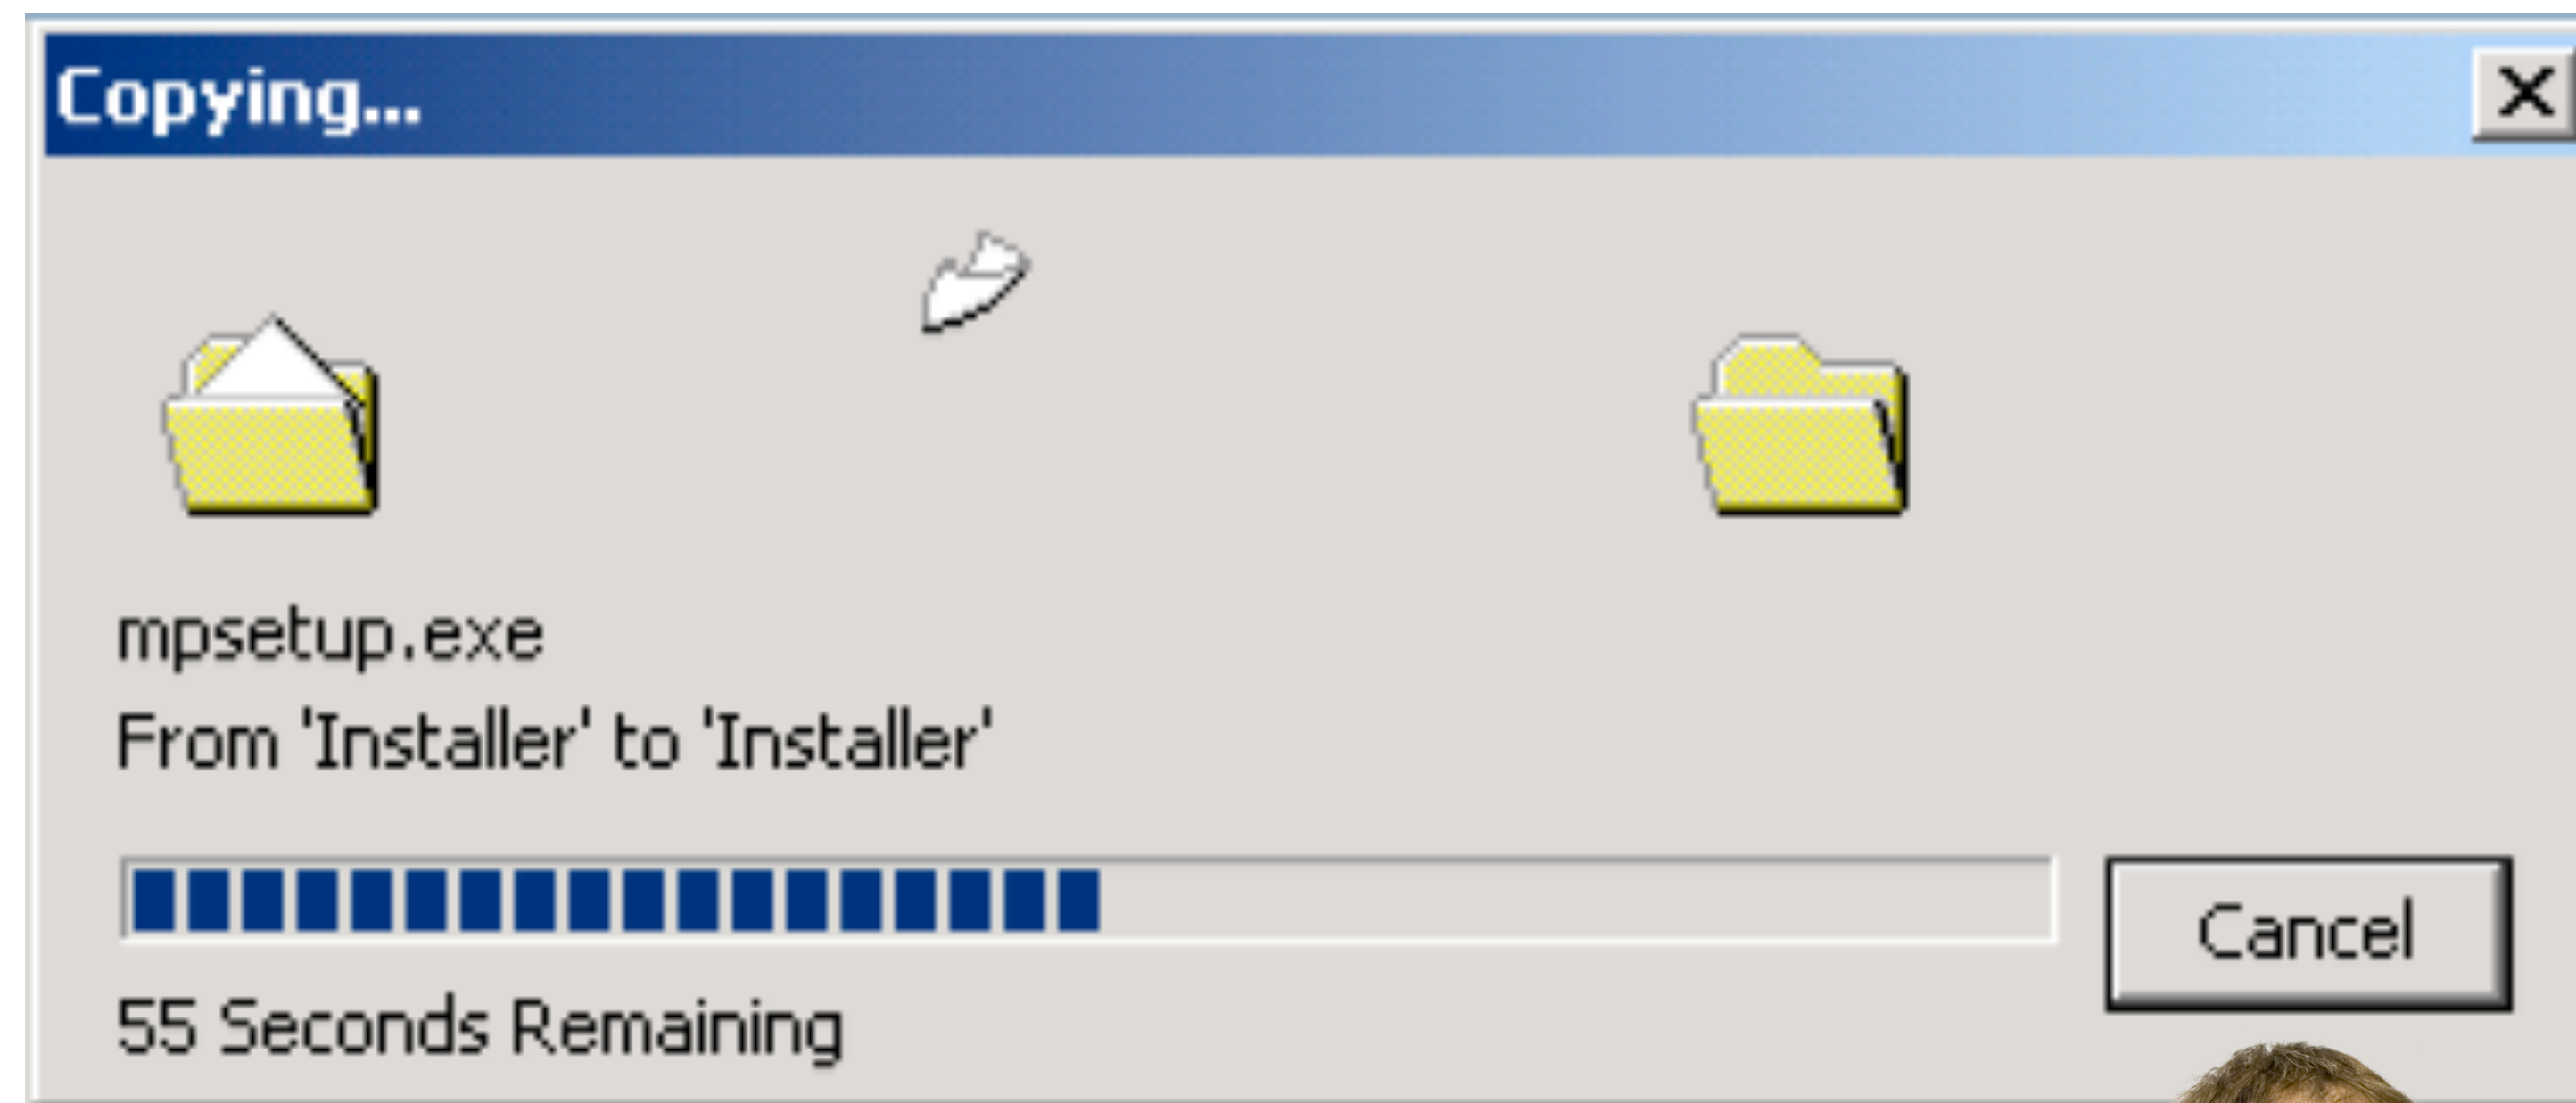 Copying...
mpsetup.exe
From 'Installer' to 'Installer'
Cancel
55 Seconds Remaining